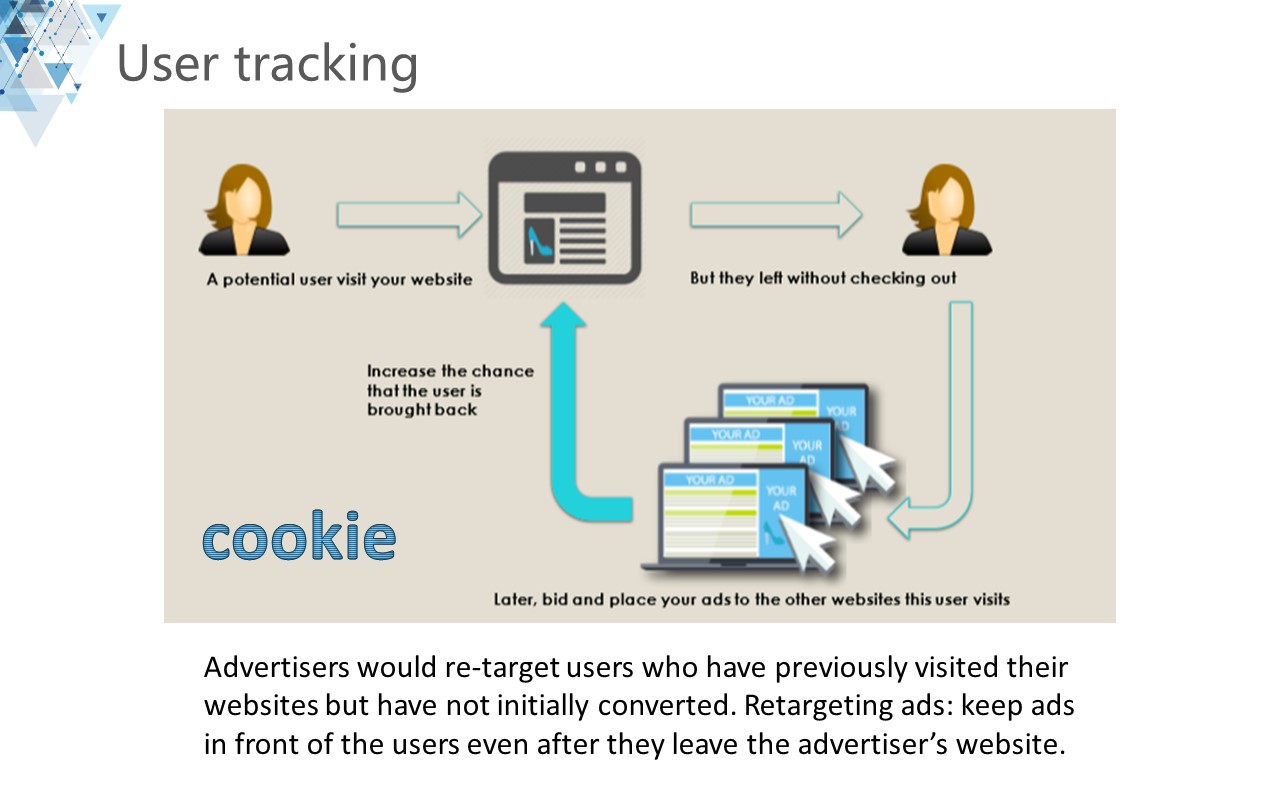 User tracking
A potential user visit your website
But they left without checking out
Increase the chance
that the user is
brought back
YOUR AD
YOUR
AD
YOUR AD
YOUR
AD
YOUR AD
YOUR
AD
cookie
Later, bid and place your ads to the other websites this user visits
Advertisers would re-target users who have previously visited their
websites but have not initially converted. Retargeting ads: keep ads
in front of the users even after they leave the advertiser’s website.